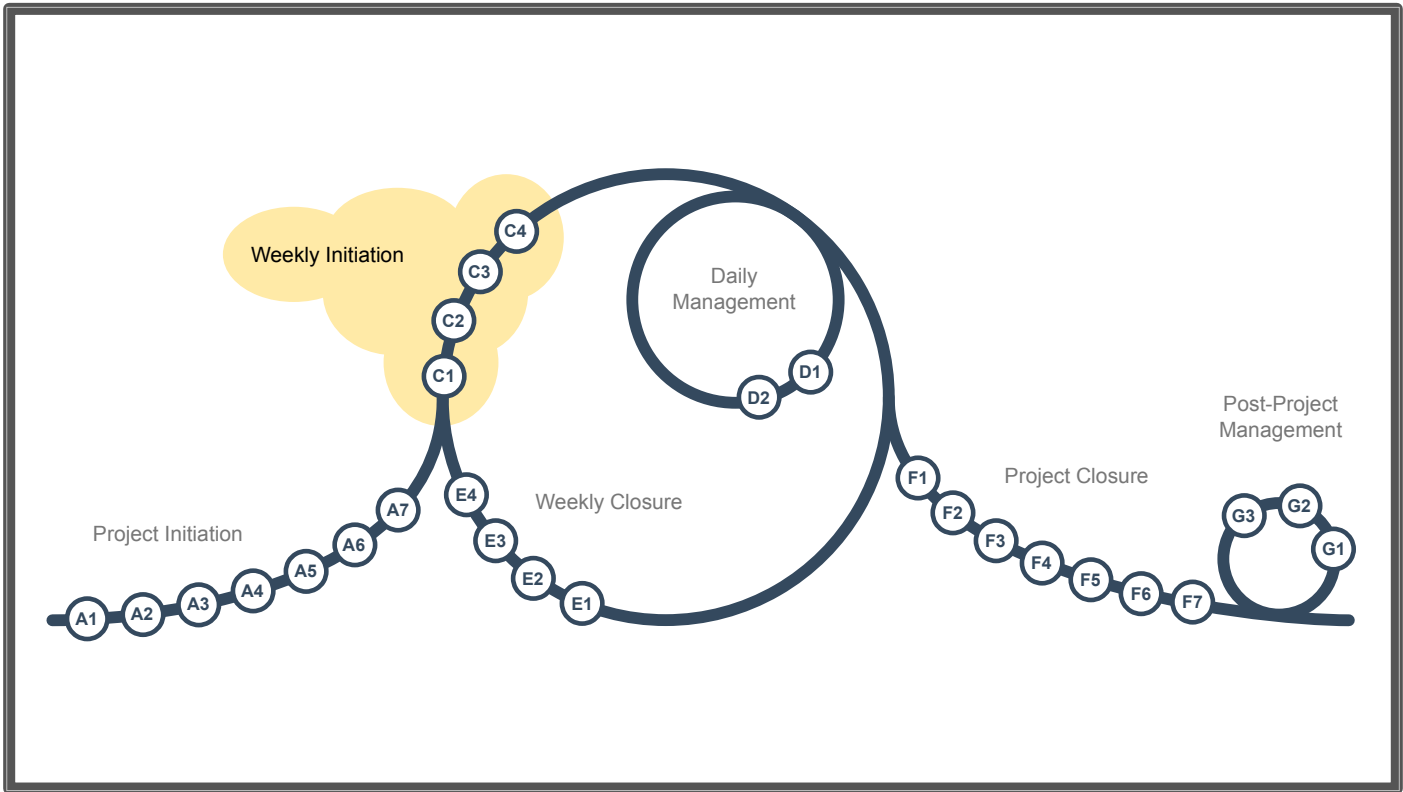 C4
Weekly Initiation
C3
Daily
Management
C2
D1
C1
D2
Post-Project
Management
F1
Project Closure
E4
Weekly Closure
A7
F2
G3
G2
Project Initiation
E3
A6
F3
G1
A5
E2
F4
F5
A4
F6
A3
E1
F7
A2
A1